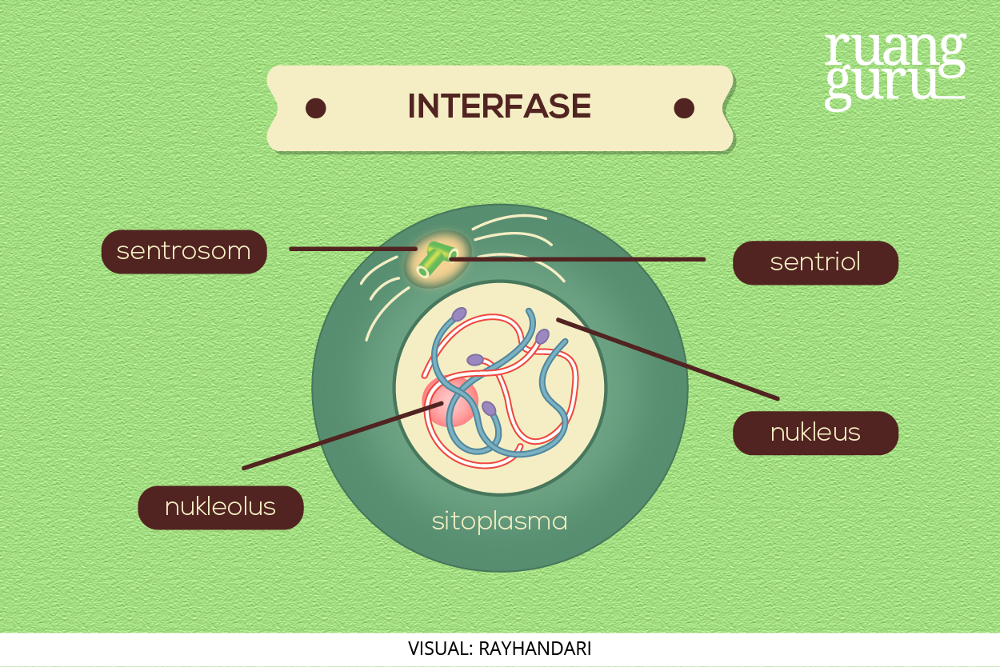 ruang
guru
INTERFASE
sentrosom
sentriol
nukleus
nukleolus
sitoplasma
VISUAL: RAYHANDARI